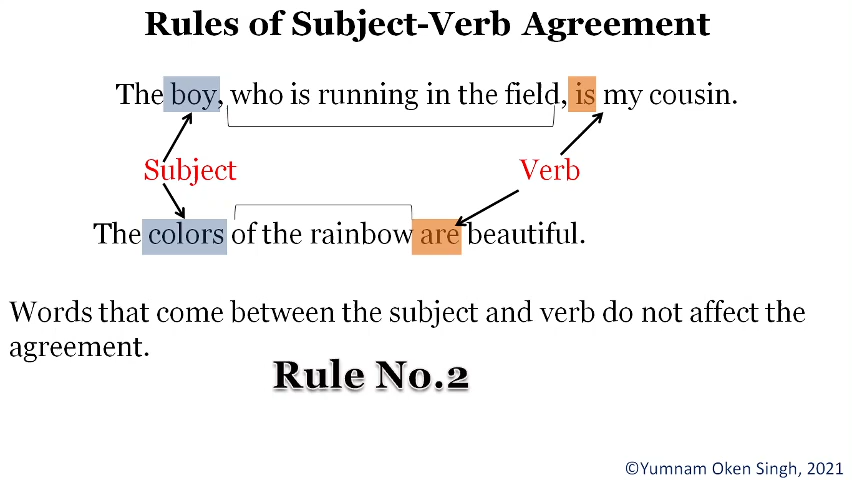 Rules of Subject-Verb Agreement
The boy, who is running in the field, is my cousin.
Subject
Verb
The colors of the rainbow are beautiful.
Words that come between the subject and verb do not affect the
agreement.
Rule No.2
©Yumnam Oken Singh, 2021